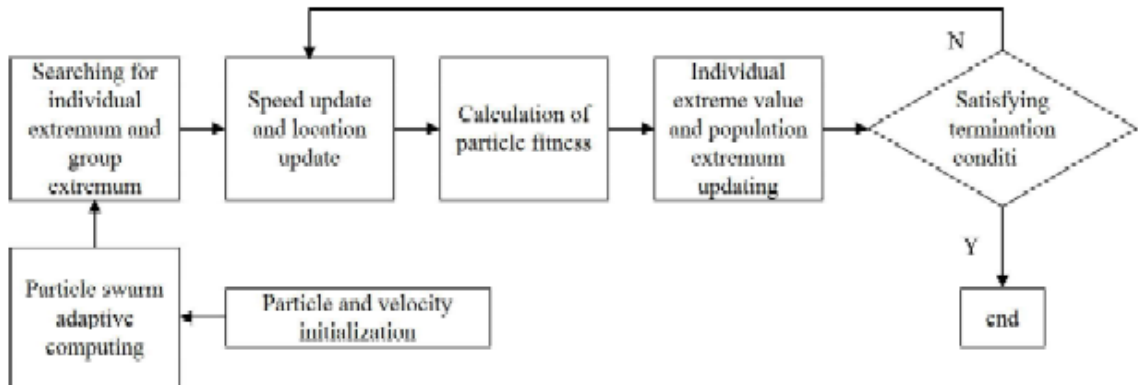 Searching for
individual
extremum and
group
extremum
Speed update
and location
update
Calculation of
particle fitness
Individual
extreme value
and population
extremum
updating
N
Satisfying
termination
conditi
Y
end
Particle swarm
adaptive
computing
Particle and velocity
initialization